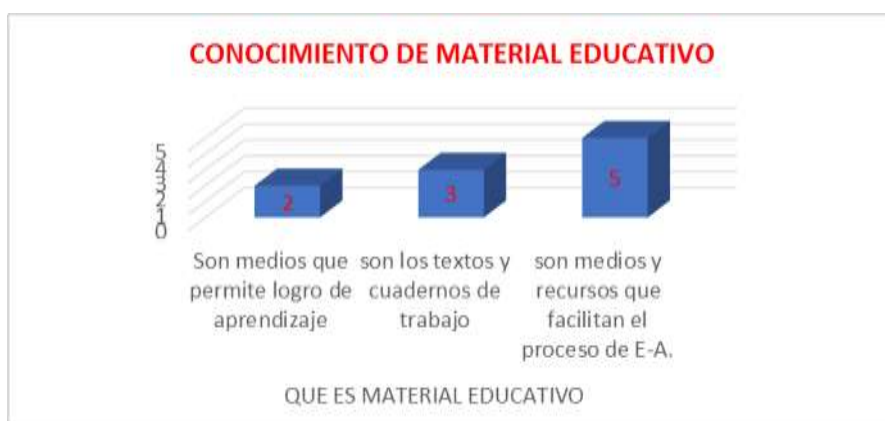 CONOCIMIENTO DE MATERIAL EDUCATIVO
5
4
3
2
1
0
2
3
5
Son medios que
permite logro de
aprendizaje
son los textos y
cuadernos de
trabajo
son medios y
recursos que
facilitan el
proceso de E-A.
QUE ES MATERIAL EDUCATIVO